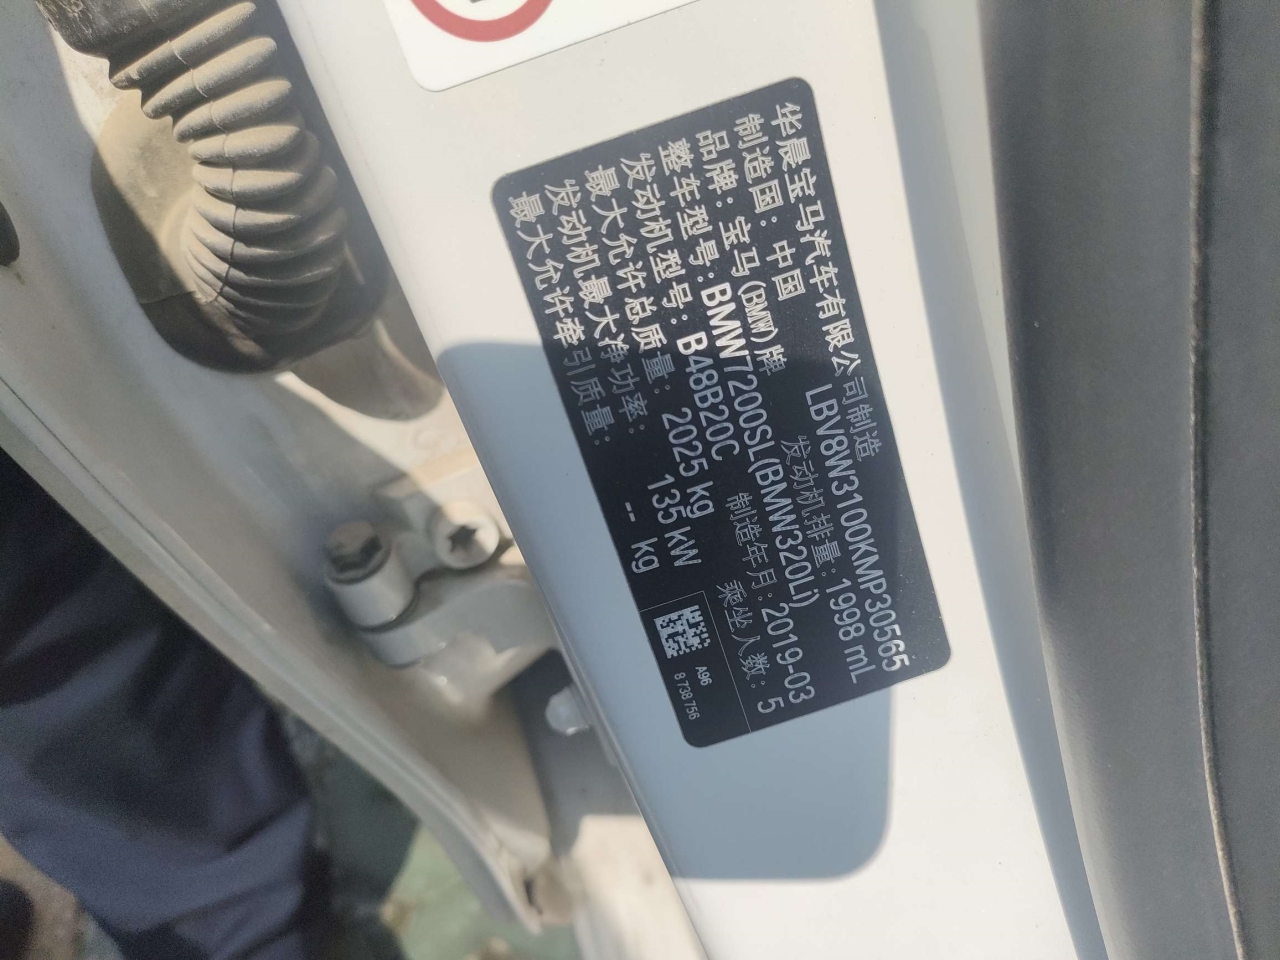 华晨宝马汽车有限公司制造
制造国：中国 LBV8W3100KMP30565
品牌：宝马(BMW)牌 发动机排量：1998 mL
整车型号：BMW7200SL(BMW320Li)
发动机型号：B48B20C 制造年月：2019-03
最大允许总质量：2025 kg 乘坐人数：5
发动机最大净功率：135 kW
最大允许牵引质量：-- kg
A96
8 738 756